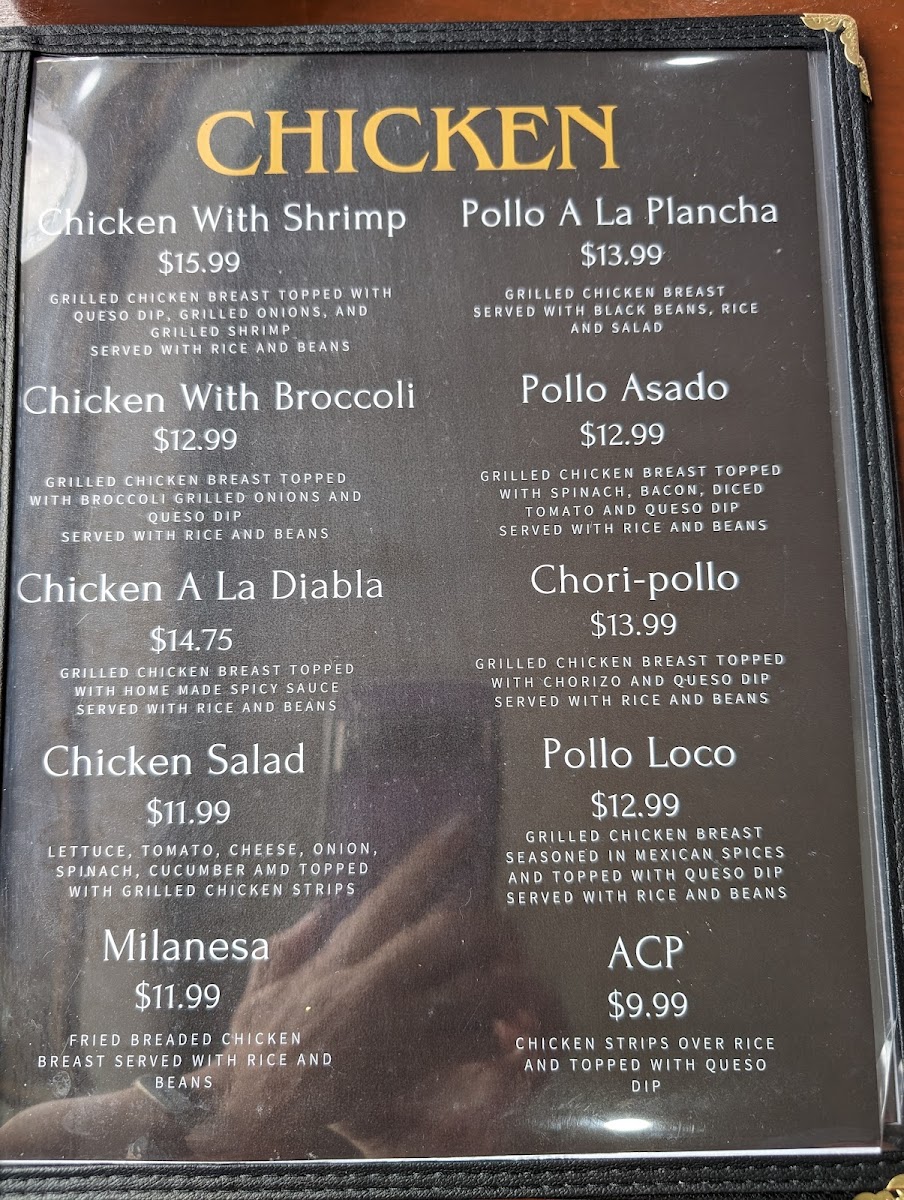 CHICKEN
Chicken With Shrimp
$15.99
GRILLED CHICKEN BREAST TOPPED WITH
QUESO DIP, GRILLED ONIONS, AND
GRILLED SHRIMP
SERVED WITH RICE AND BEANS
Chicken With Broccoli
$12.99
GRILLED CHICKEN BREAST TOPPED
WITH BROCCOLI GRILLED ONIONS AND
QUESO DIP
SERVED WITH RICE AND BEANS
Chicken A La Diabla
$14.75
GRILLED CHICKEN BREAST TOPPED
WITH HOME MADE SPICY SAUCE
SERVED WITH RICE AND BEANS
Chicken Salad
$11.99
LETTUCE, TOMATO, CHEESE, ONION,
SPINACH, CUCUMBER AMD TOPPED
WITH GRILLED CHICKEN STRIPS
Milanesa
$11.99
FRIED BREADED CHICKEN
BREAST SERVED WITH RICE AND
BEANS
Pollo A La Plancha
$13.99
GRILLED CHICKEN BREAST
SERVED WITH BLACK BEANS, RICE
AND SALAD
Pollo Asado
$12.99
GRILLED CHICKEN BREAST TOPPED
WITH SPINACH, BACON, DICED
TOMATO AND QUESO DIP
SERVED WITH RICE AND BEANS
Chori-pollo
$13.99
GRILLED CHICKEN BREAST TOPPED
WITH CHORIZO AND QUESO DIP
SERVED WITH RICE AND BEANS
Pollo Loco
$12.99
GRILLED CHICKEN BREAST
SEASONED IN MEXICAN SPICES
AND TOPPED WITH QUESO DIP
SERVED WITH RICE AND BEANS
ACP
$9.99
CHICKEN STRIPS OVER RICE
AND TOPPED WITH QUESO
DIP